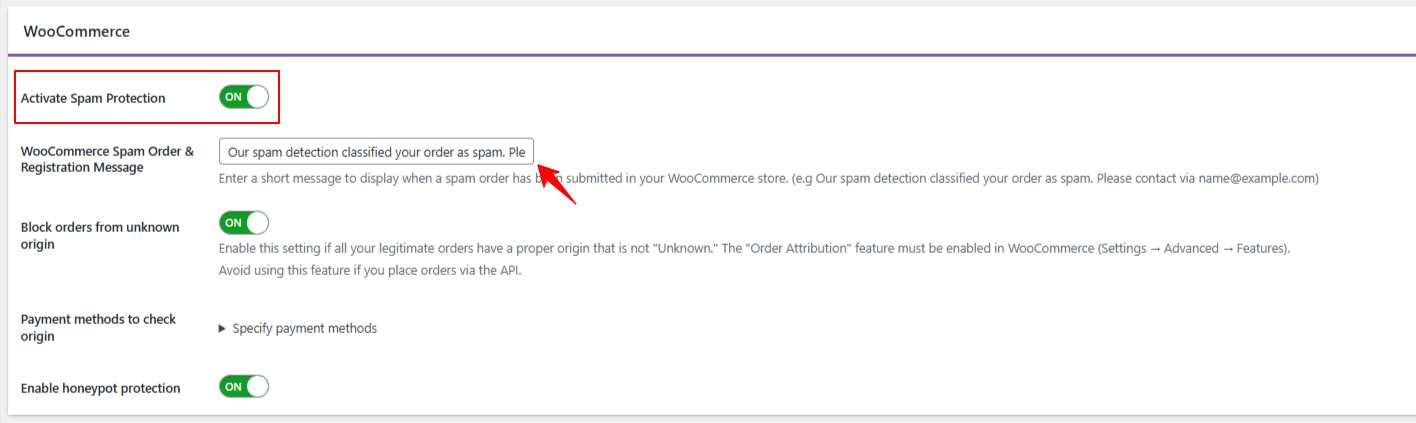 WooCommerce
Activate Spam Protection
ON
WooCommerce Spam Order &
Registration Message
Our spam detection classified your order as spam. Ple
Enter a short message to display when a spam order has been submitted in your WooCommerce store. (e.g Our spam detection classified your order as spam. Please contact via name@example.com)
Block orders from unknown
origin
ON
Enable this setting if all your legitimate orders have a proper origin that is not "Unknown." The "Order Attribution" feature must be enabled in WooCommerce (Settings → Advanced → Features).
Avoid using this feature if you place orders via the API.
Payment methods to check
origin
▶ Specify payment methods
Enable honeypot protection
ON